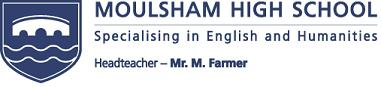 MOULSHAM HIGH SCHOOL
Specialising in English and Humanities
Headteacher – Mr. M. Farmer